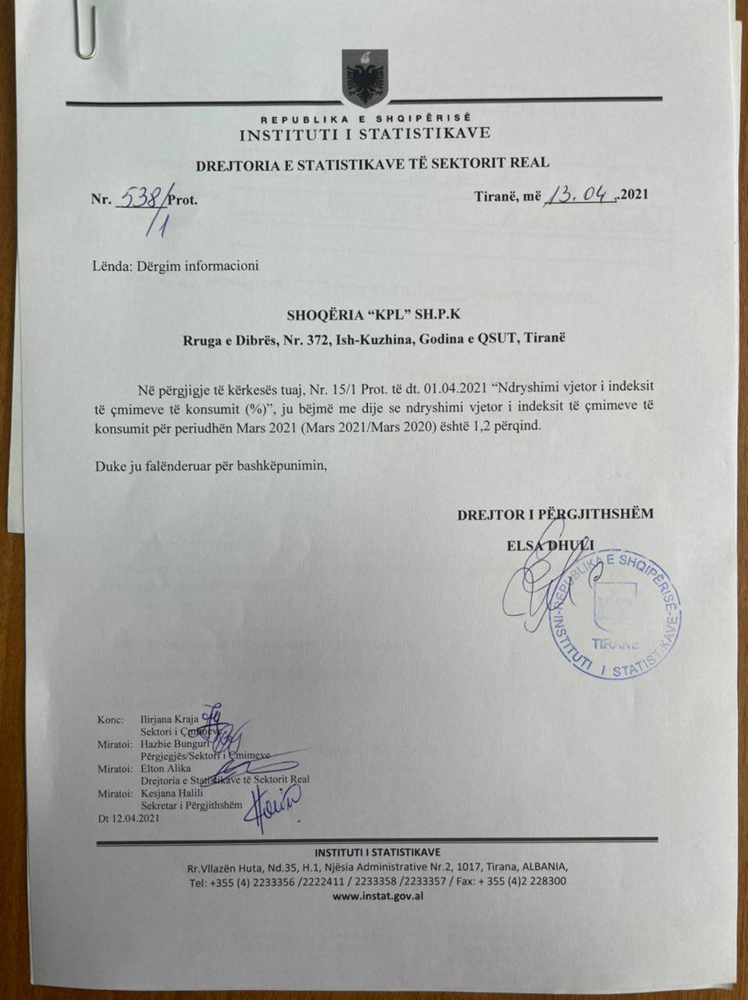 REPUBLIKA E SHQIPËRISË
INSTITUTI I STATISTIKAVE
DREJTORIA E STATISTIKAVE TË SEKTORIT REAL
Nr. 538/1 Prot.
Tiranë, më 13.04..2021
Lënda: Dërgim informacioni
SHOQËRIA “KPL” SH.P.K
Rruga e Dibrës, Nr. 372, Ish-Kuzhina, Godina e QSUT, Tiranë
Në përgjigje të kërkesës tuaj, Nr. 15/1 Prot. të dt. 01.04.2021 “Ndryshimi vjetor i indeksit
të çmimeve të konsumit (%)”, ju bëjmë me dije se ndryshimi vjetor i indeksit të çmimeve të
konsumit për periudhën Mars 2021 (Mars 2021/Mars 2020) është 1,2 përqind.
Duke ju falënderuar për bashkëpunimin,
DREJTOR I PËRGJITHSHËM
ELSA DHULI
REPUBLIKA E SHQIPËRISË-INSTITUTI I STATISTIKAVE-
TIRANË
Konc: Ilirjana Kraja
Sektori i Çmimeve
Miratoi: Hazbie Bunguri
Përgjegjës/Sektori i Çmimeve
Miratoi: Elton Alika
Drejtoria e Statistikave të Sektorit Real
Miratoi: Kesjana Halili
Sekretar i Përgjithshëm
Dt 12.04.2021
INSTITUTI I STATISTIKAVE
Rr.Vllazën Huta, Nd.35, H.1, Njësia Administrative Nr.2, 1017, Tirana, ALBANIA,
Tel: +355 (4) 2233356 /2222411 / 2233358 /2233357 / Fax: + 355 (4)2 228300
www.instat.gov.al